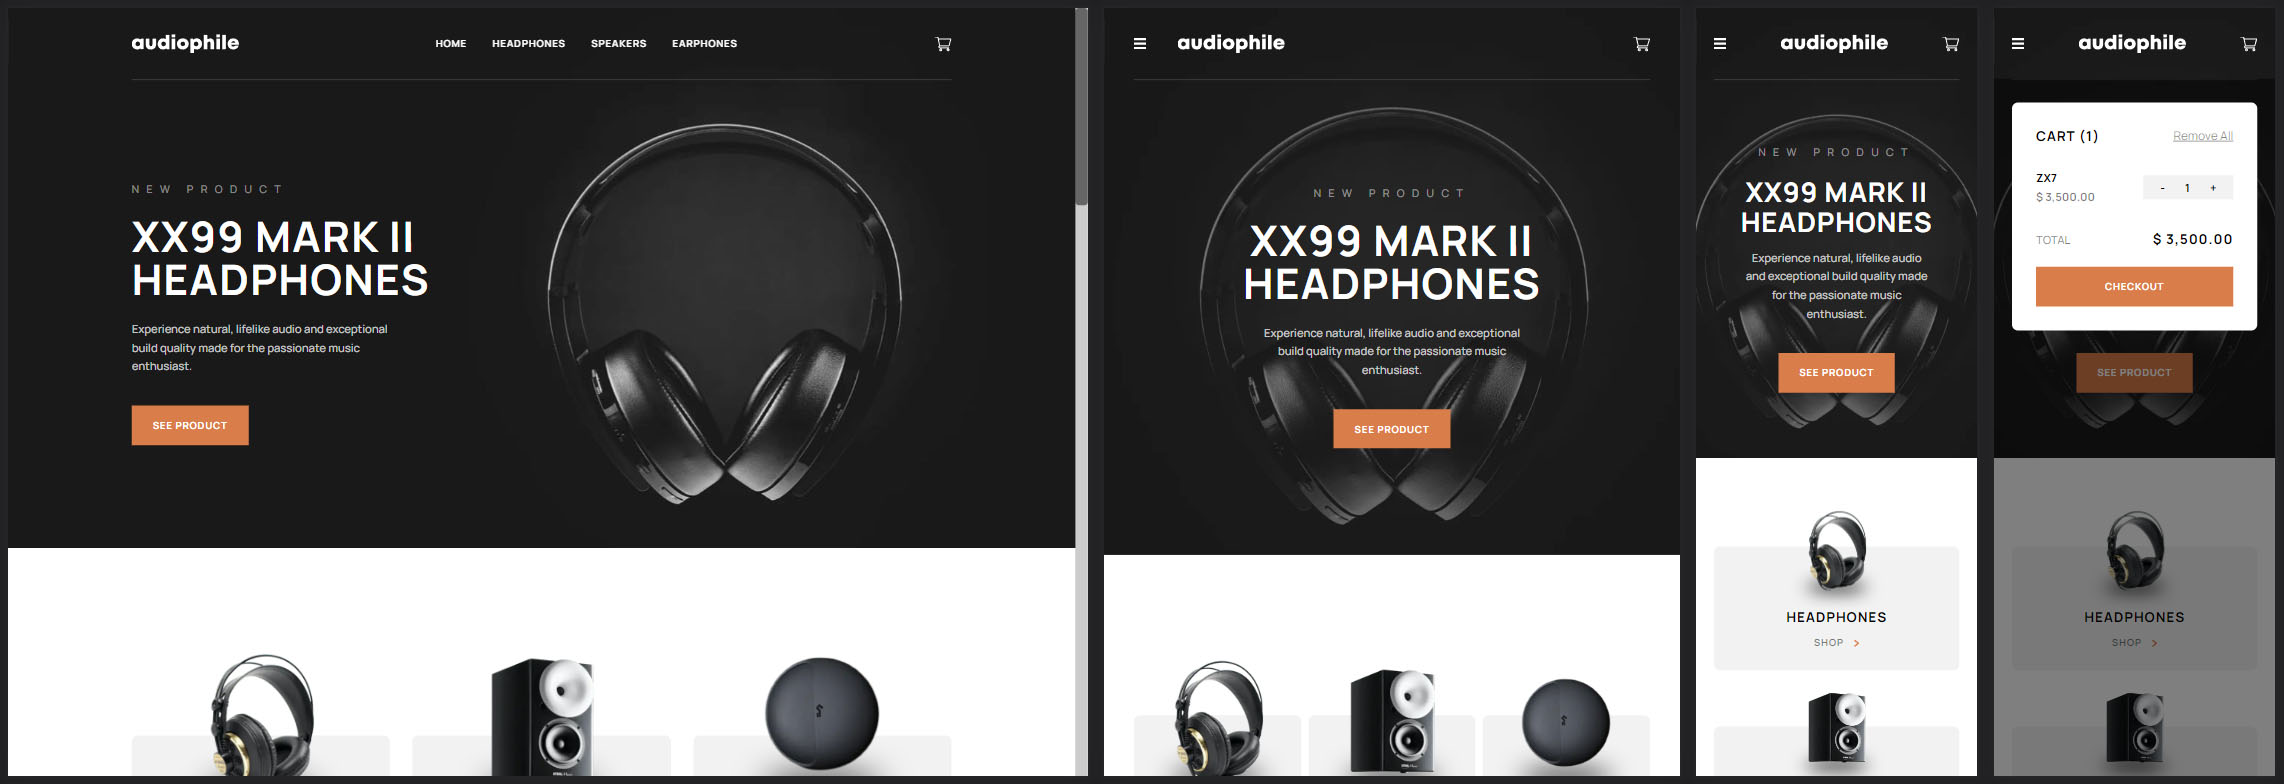 audiophile
HOME HEADPHONES SPEAKERS EARPHONES
NEW PRODUCT
XX99 MARK II
HEADPHONES
Experience natural, lifelike audio and exceptional
build quality made for the passionate music
enthusiast.
SEE PRODUCT
audiophile
NEW PRODUCT
XX99 MARK II
HEADPHONES
Experience natural, lifelike audio and exceptional
build quality made for the passionate music
enthusiast.
SEE PRODUCT
audiophile
NEW PRODUCT
XX99 MARK II
HEADPHONES
Experience natural, lifelike audio
and exceptional build quality made
for the passionate music
enthusiast.
SEE PRODUCT
HEADPHONES
SHOP
audiophile
CART (1) Remove All
ZX7
$ 3,500.00
- 1 +
TOTAL $ 3,500.00
CHECKOUT
SEE PRODUCT
HEADPHONES
SHOP